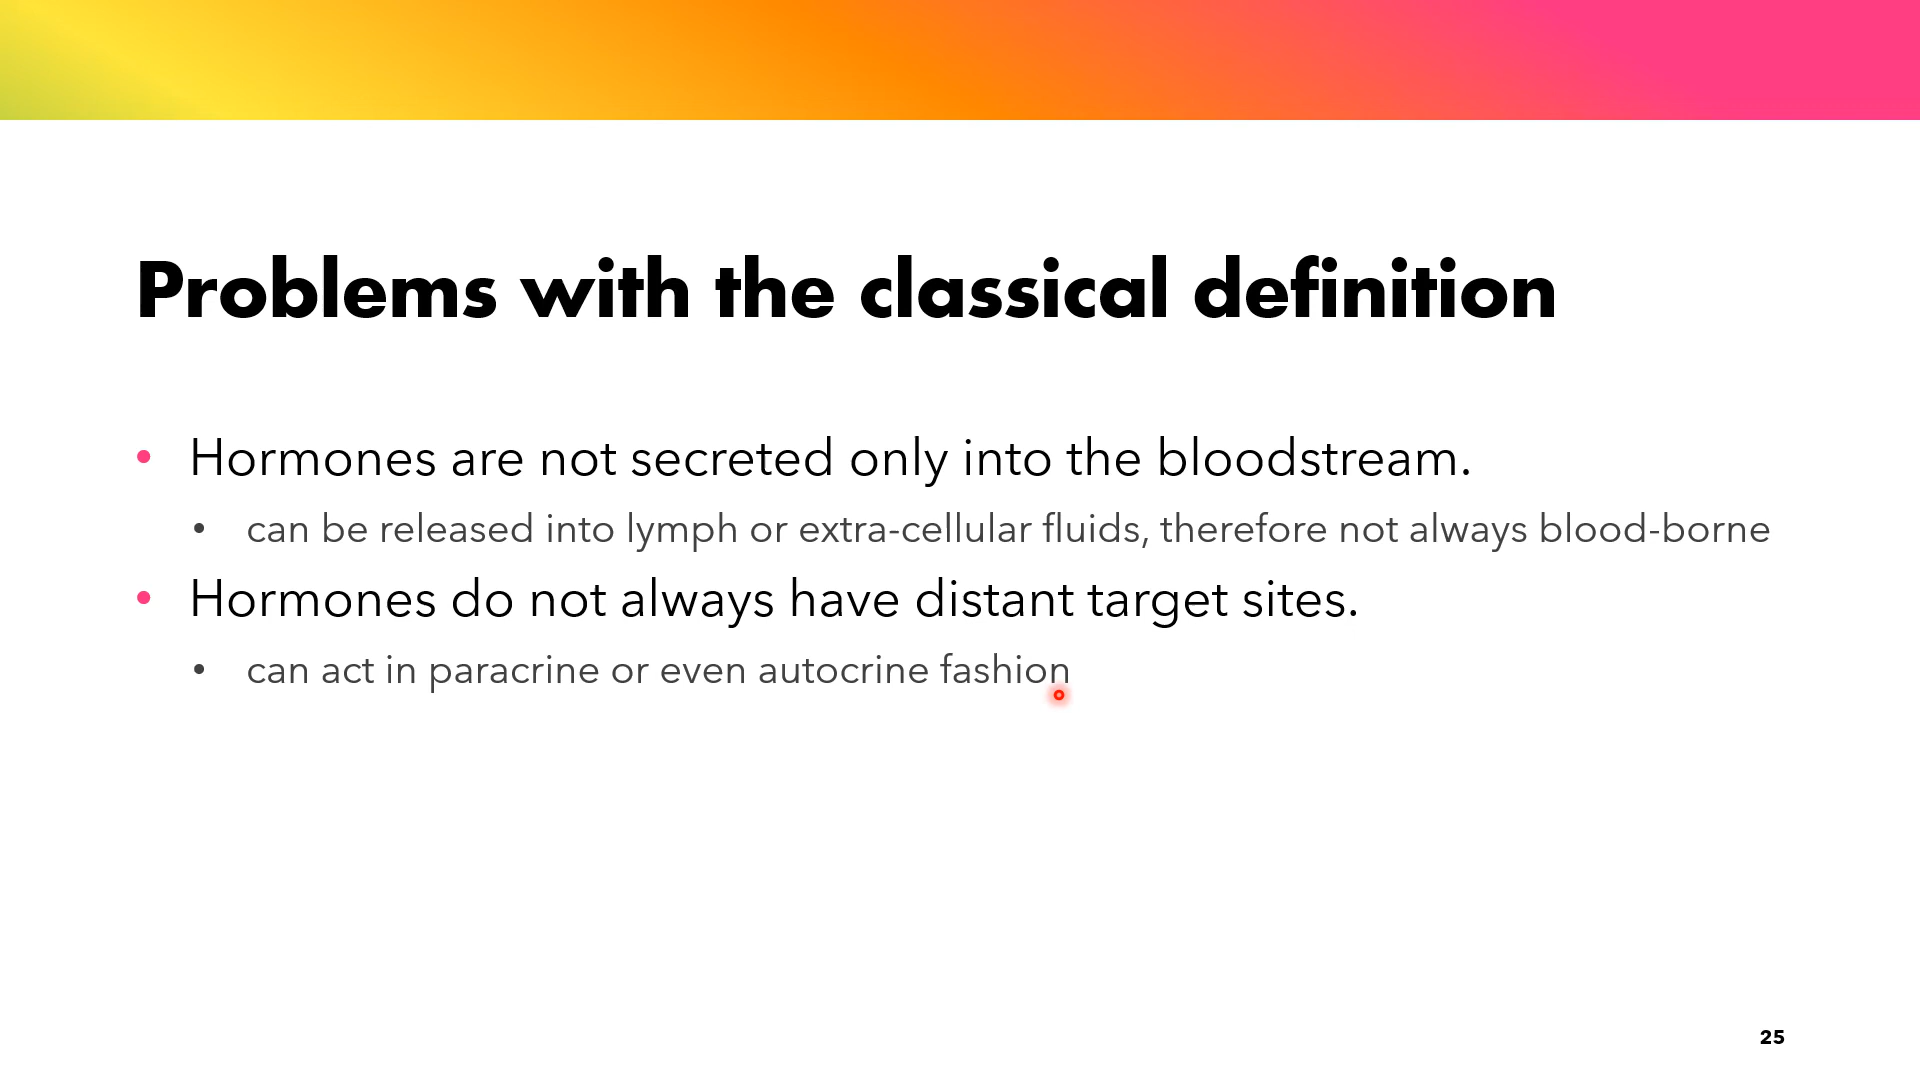 Problems with the classical definition
• Hormones are not secreted only into the bloodstream.
• can be released into lymph or extra-cellular fluids, therefore not always blood-borne
• Hormones do not always have distant target sites.
• can act in paracrine or even autocrine fashion
25